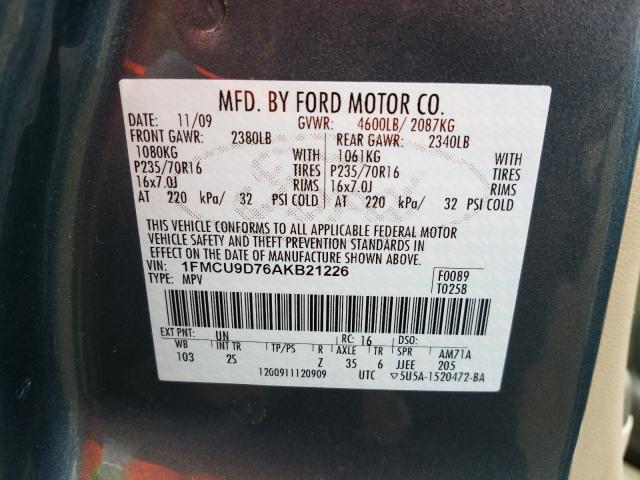 MFD. BY FORD MOTOR CO.
DATE: 11/09 GVWR: 4600LB/ 2087KG
FRONT GAWR: 2380LB REAR GAWR: 2340LB
1080KG WITH 1061KG WITH
P235/70R16 TIRES P235/70R16 TIRES
16x7.0J RIMS 16x7.0J RIMS
AT 220 kPa/ 32 PSI COLD AT 220 kPa/ 32 PSI COLD
THIS VEHICLE CONFORMS TO ALL APPLICABLE FEDERAL MOTOR
VEHICLE SAFETY AND THEFT PREVENTION STANDARDS IN
EFFECT ON THE DATE OF MANUFACTURE SHOWN ABOVE.
VIN: 1FMCU9D76AKB21226 F0089
TYPE: MPV T0258
EXT PNT: UN RC: 16 DSO:
WB INT TR TP/PS R AXLE TR SPR AM71A
103 2S Z 35 6 JJEE 205
12G0911120909 UTC ▽5U5A-1520472-BA